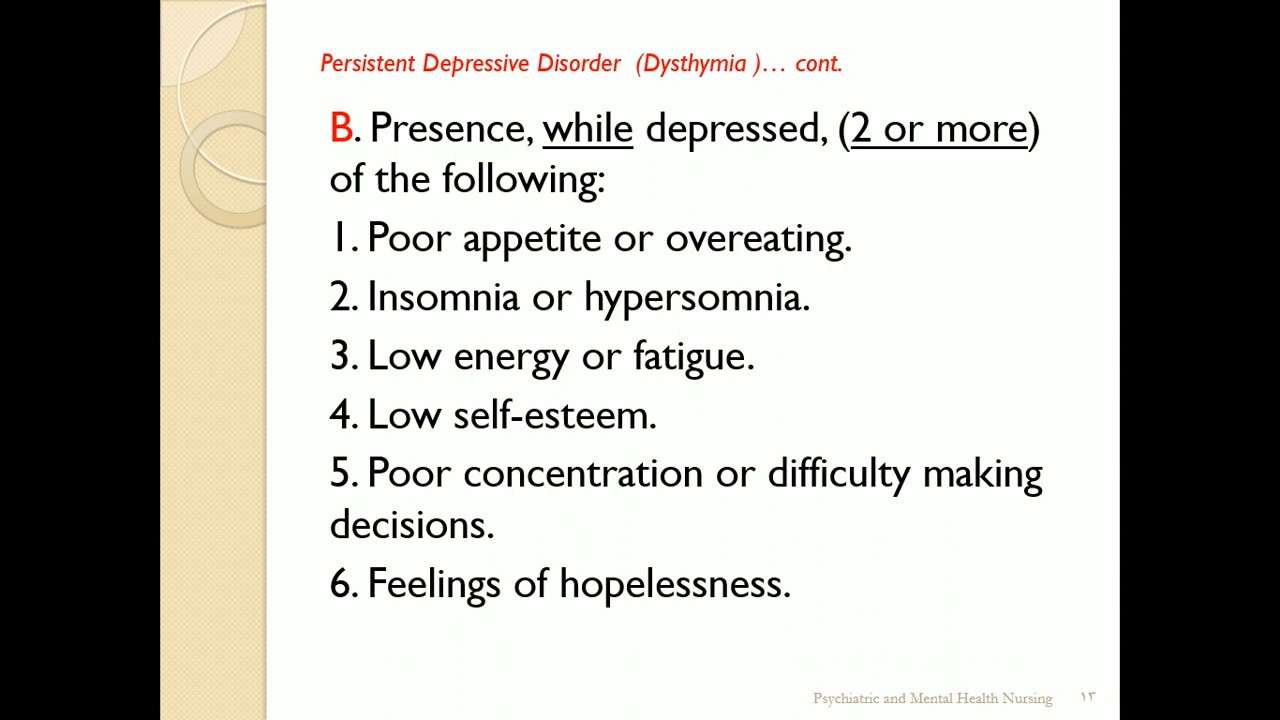 Persistent Depressive Disorder (Dysthymia )… cont.
B. Presence, while depressed, (2 or more)
of the following:
1. Poor appetite or overeating.
2. Insomnia or hypersomnia.
3. Low energy or fatigue.
4. Low self-esteem.
5. Poor concentration or difficulty making
decisions.
6. Feelings of hopelessness.
Psychiatric and Mental Health Nursing ١٣